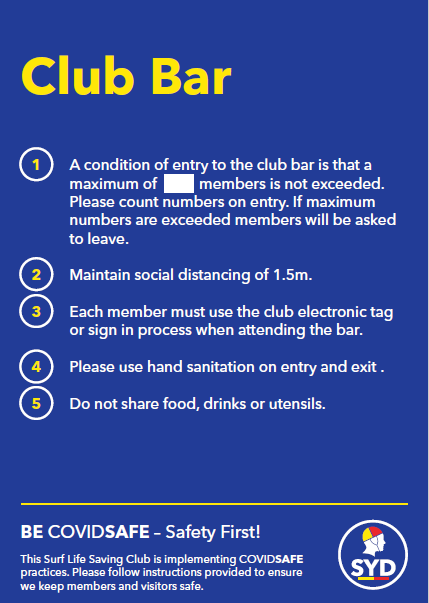 Club Bar
1 A condition of entry to the club bar is that a
maximum of members is not exceeded.
Please count numbers on entry. If maximum
numbers are exceeded members will be asked
to leave.
2 Maintain social distancing of 1.5m.
3 Each member must use the club electronic tag
or sign in process when attending the bar.
4 Please use hand sanitation on entry and exit .
5 Do not share food, drinks or utensils.
BE COVIDSAFE – Safety First!
This Surf Life Saving Club is implementing COVIDSAFE
practices. Please follow instructions provided to ensure
we keep members and visitors safe.
SYD